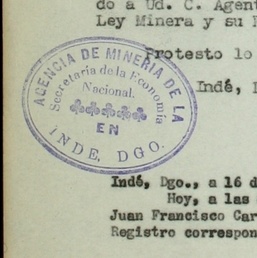 do a Ud. C. Agent
Ley Minera y su R
Protesto lo
Indé, D
AGENCIA DE MINERIA DE LA
Secretaría de la Economía
Nacional.
EN
INDE, DGO.
Indé, Dgo., a 16 d
Hoy, a las
Juan Francisco Car
Registro correspon